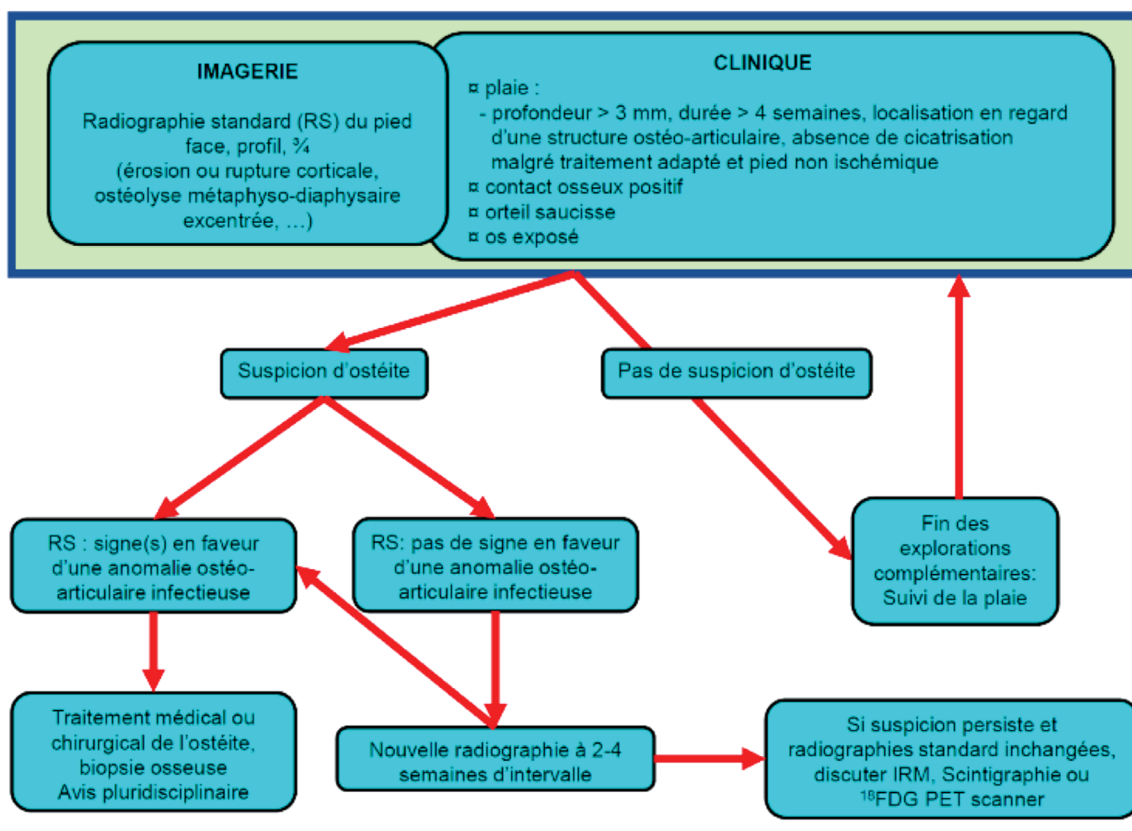 IMAGERIE
Radiographie standard (RS) du pied
face, profil, ¾
(érosion ou rupture corticale,
ostéolyse métaphyso-diaphysaire
excentrée, …)
CLINIQUE
¤ plaie :
- profondeur > 3 mm, durée > 4 semaines, localisation en regard
d’une structure ostéo-articulaire, absence de cicatrisation
malgré traitement adapté et pied non ischémique
¤ contact osseux positif
¤ orteil saucisse
¤ os exposé
Suspicion d’ostéite
Pas de suspicion d’ostéite
RS : signe(s) en faveur
d’une anomalie ostéo-
articulaire infectieuse
RS: pas de signe en faveur
d’une anomalie ostéo-
articulaire infectieuse
Fin des
explorations
complémentaires:
Suivi de la plaie
Traitement médical ou
chirurgical de l’ostéite,
biopsie osseuse
Avis pluridisciplinaire
Nouvelle radiographie à 2-4
semaines d’intervalle
Si suspicion persiste et
radiographies standard inchangées,
discuter IRM, Scintigraphie ou
¹⁸FDG PET scanner